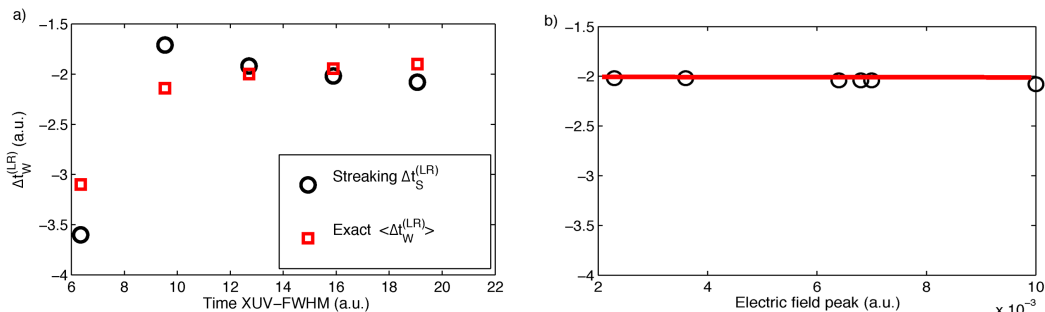 a)
Δt_W^(LR) (a.u.)
−1.5
−2
−2.5
−3
−3.5
−4
6 8 10 12 14 16 18 20 22
Time XUV−FWHM (a.u.)
Streaking Δt_S^(LR)
Exact <Δt_W^(LR)>
b)
−1.5
−2
−2.5
−3
−3.5
−4
2 4 6 8 10
Electric field peak (a.u.)
x 10^−3